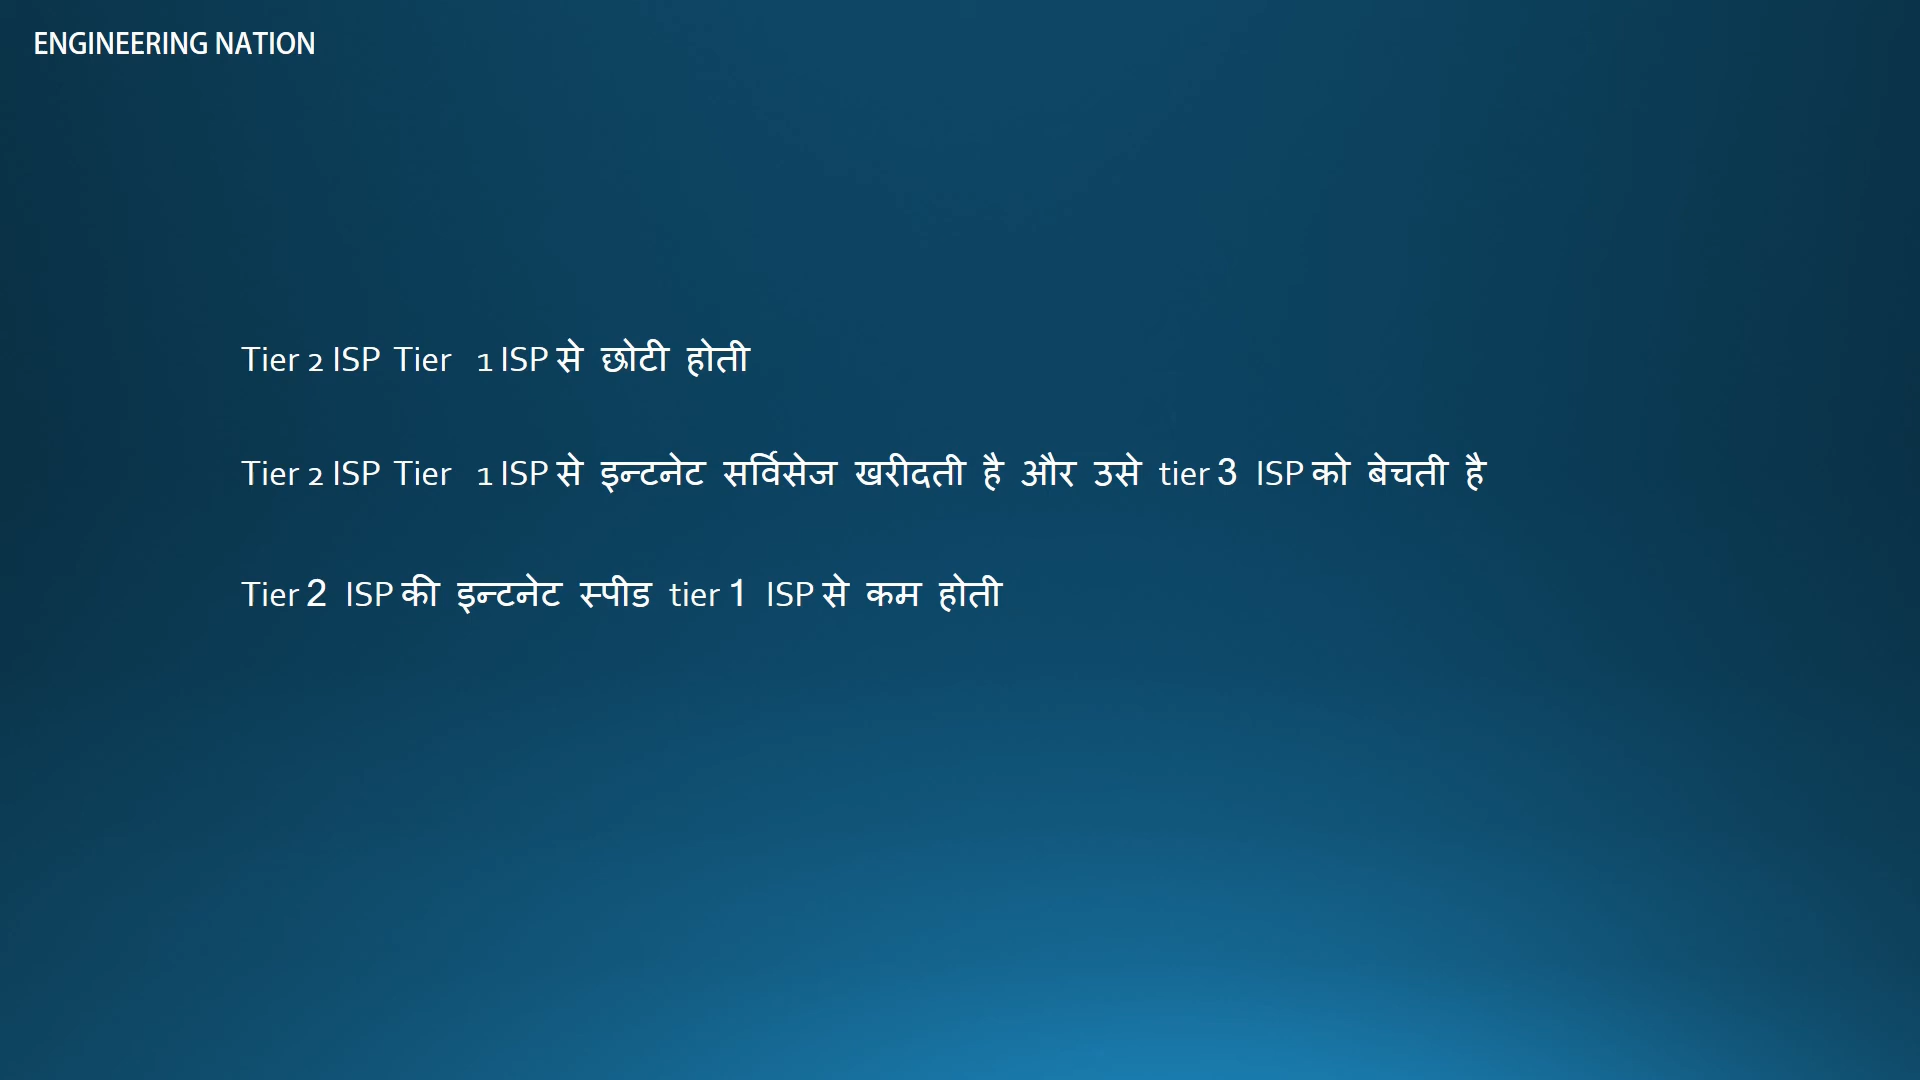 ENGINEERING NATION
Tier 2 ISP Tier 1 ISP से छोटी होती
Tier 2 ISP Tier 1 ISP से इन्टनेट सर्विसेज खरीदती है और उसे tier 3 ISP को बेचती है
Tier 2 ISP की इन्टनेट स्पीड tier 1 ISP से कम होती